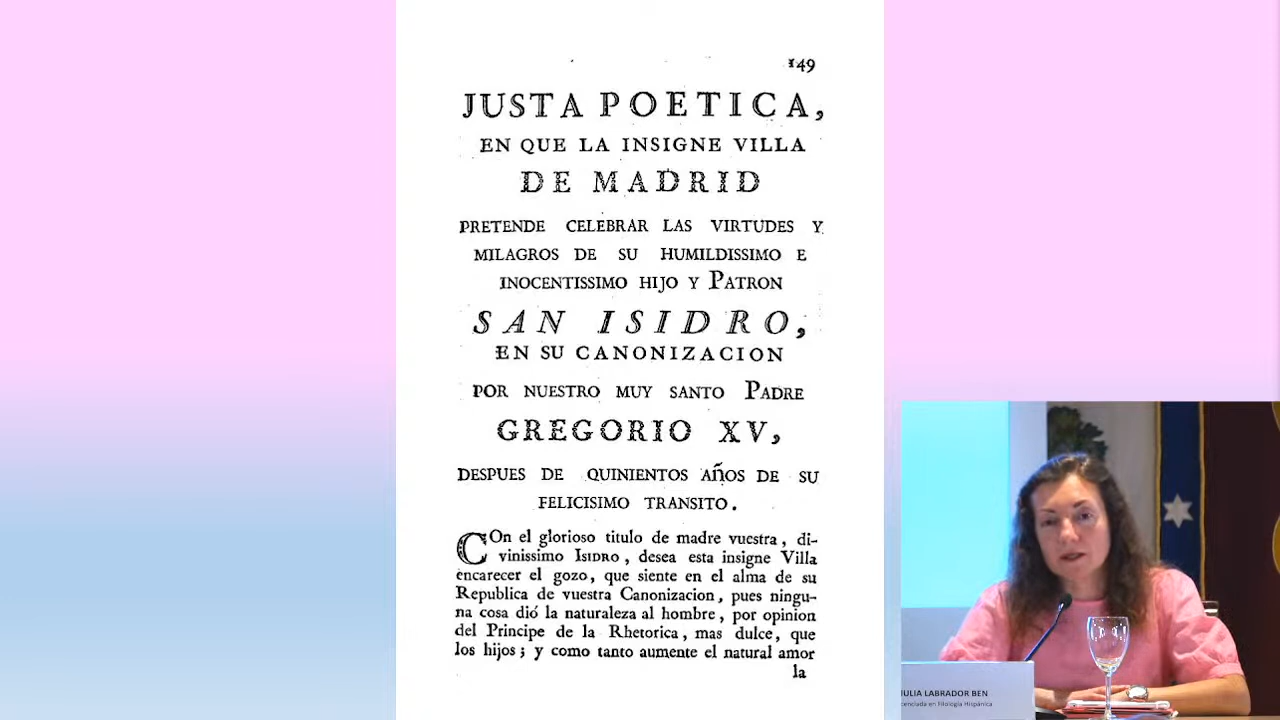 149
JUSTA POETICA,
EN QUE LA INSIGNE VILLA
DE MADRID
PRETENDE CELEBRAR LAS VIRTUDES Y
MILAGROS DE SU HUMILDISSIMO E
INOCENTISSIMO HIJO Y PATRON
SAN ISIDRO,
EN SU CANONIZACION
POR NUESTRO MUY SANTO PADRE
GREGORIO XV,
DESPUES DE QUINIENTOS AÑOS DE SU
FELICISIMO TRANSITO.
COn el glorioso titulo de madre vuestra, di-
vinissimo ISIDRO, desea esta insigne Villa
encarecer el gozo, que siente en el alma de su
Republica de vuestra Canonizacion, pues ningu-
na cosa dió la naturaleza al hombre, por opinion
del Principe de la Rhetorica, mas dulce, que
los hijos; y como tanto aumente el natural amor
la
LABRADOR BEN
en Filología Hispánica